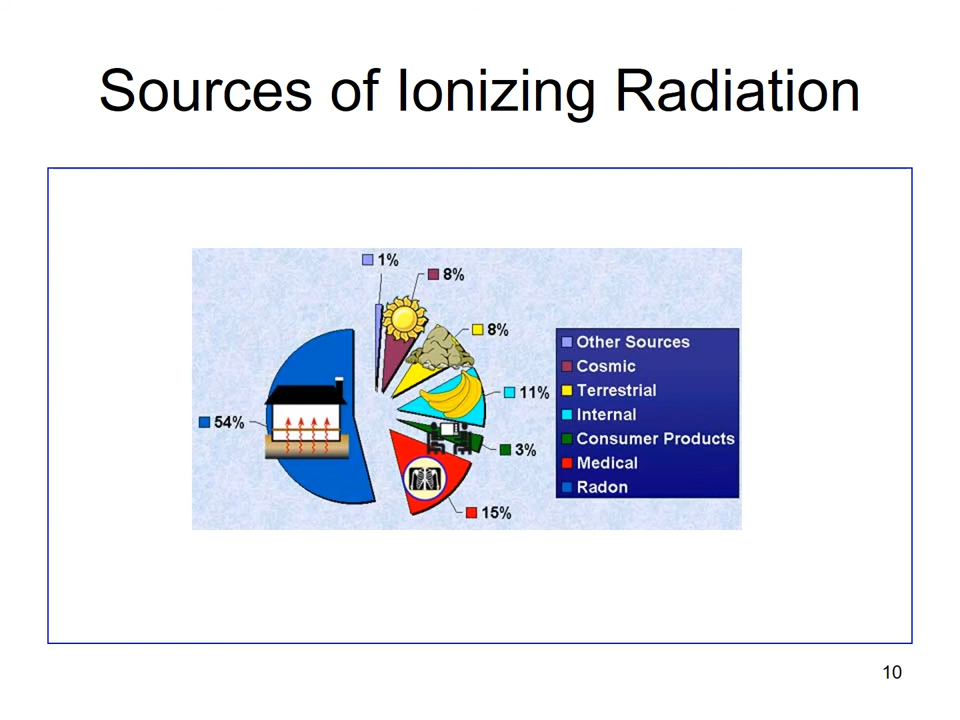 Sources of Ionizing Radiation
1%
8%
8%
11%
3%
15%
54%
Other Sources
Cosmic
Terrestrial
Internal
Consumer Products
Medical
Radon
10